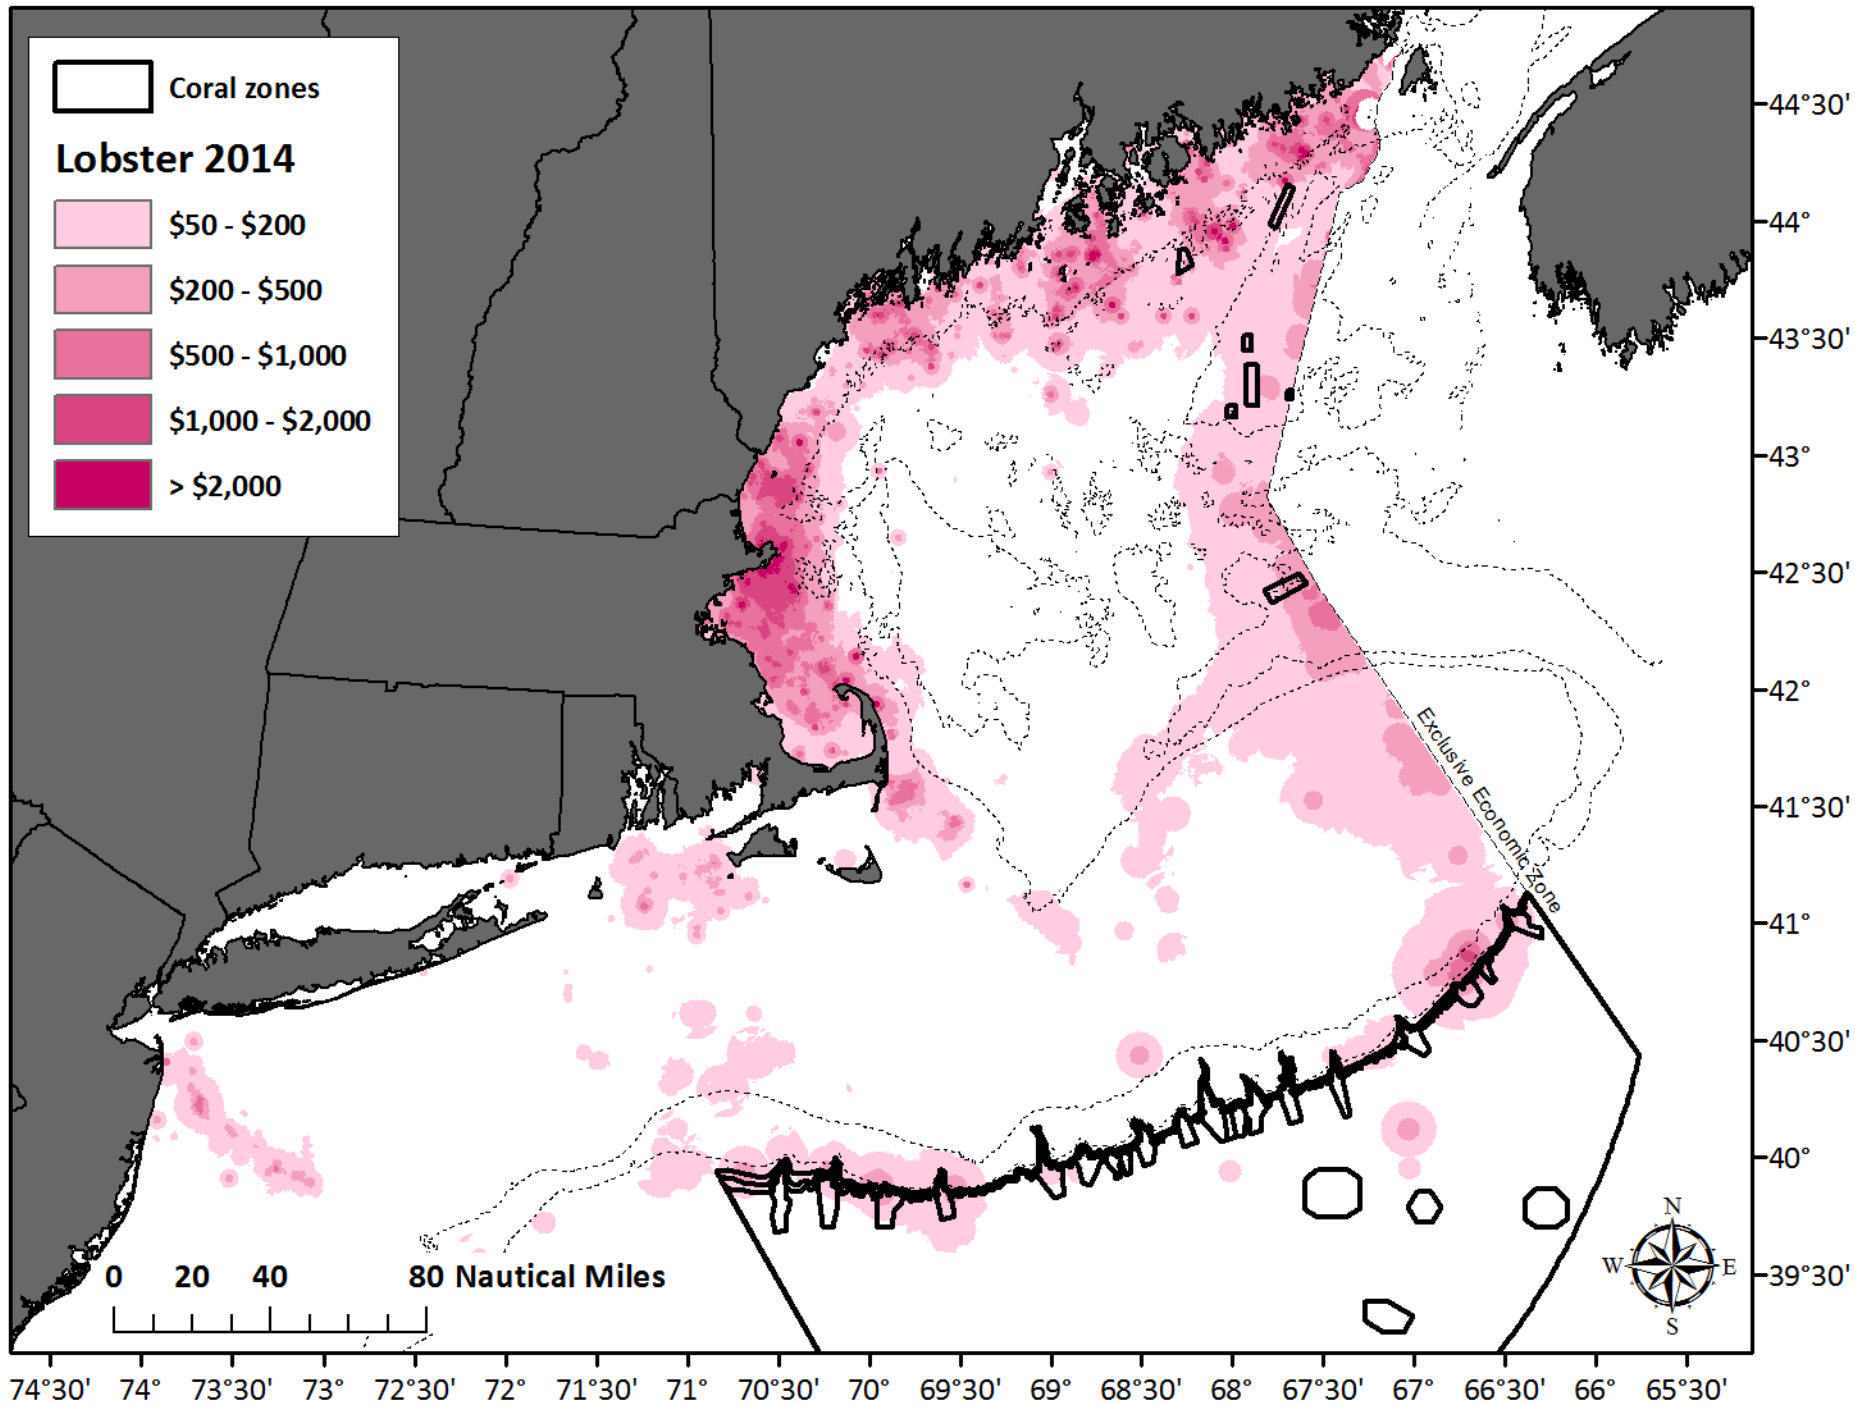 Coral zones
Lobster 2014
$50 - $200
$200 - $500
$500 - $1,000
$1,000 - $2,000
> $2,000
44°30'
44°
43°30'
43°
42°30'
42°
41°30'
41°
40°30'
40°
39°30'
Exclusive Economic Zone
N
W E
S
0 20 40 80 Nautical Miles
74°30' 74° 73°30' 73° 72°30' 72° 71°30' 71° 70°30' 70° 69°30' 69° 68°30' 68° 67°30' 67° 66°30' 66° 65°30'